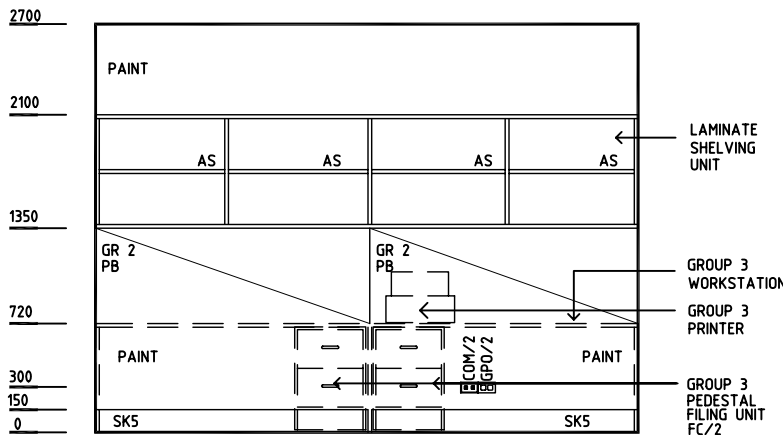 2700
PAINT
2100
LAMINATE
SHELVING
UNIT
AS
AS
AS
AS
1350
GR 2
PB
GR 2
PB
GROUP 3
WORKSTATION
GROUP 3
PRINTER
720
PAINT
COM/2
GPO/2
PAINT
300
GROUP 3
PEDESTAL
FILING UNIT
FC/2
150
0
SK5
SK5